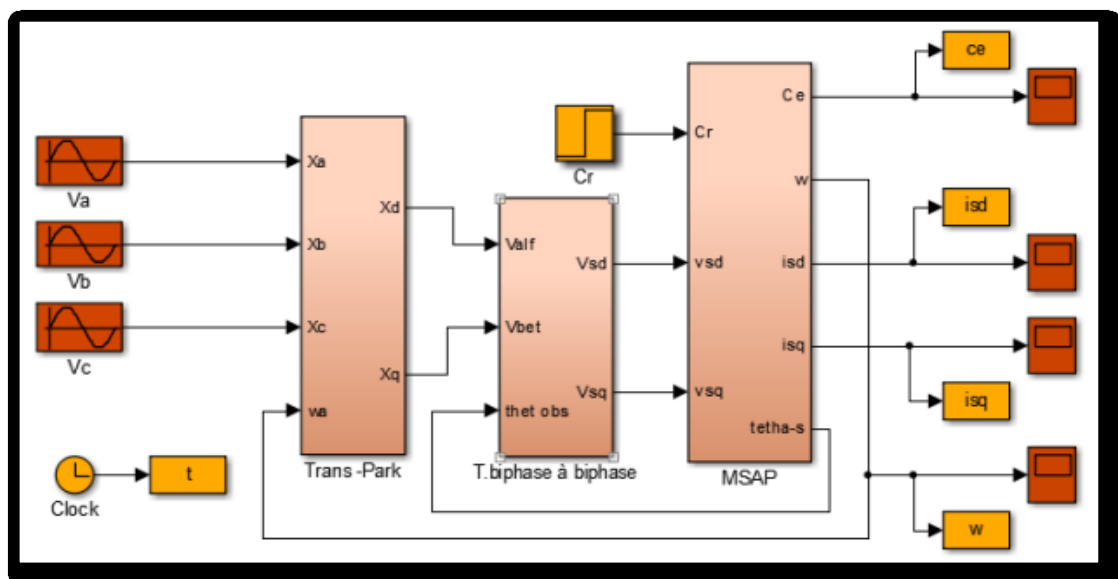 ce
Ce
Va
Xa
Xd
Cr
Cr
w
isd
Vb
Xb
Valf
Vsd
vsd
isd
Vc
Xc
Vbet
isq
Xq
Vsq
vsq
isq
wa
thet obs
tetha-s
Trans -Park
T.biphase à biphase
MSAP
t
Clock
w